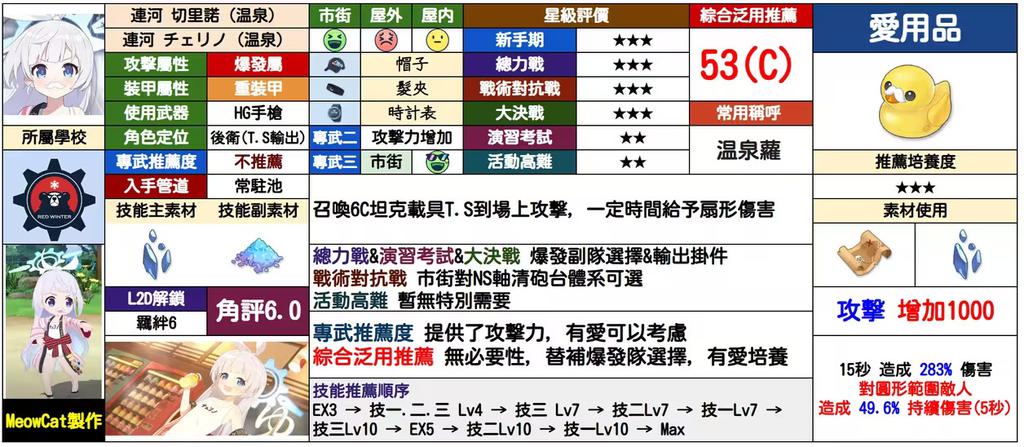 連河 切里諾 (温泉)
連河 チェリノ (温泉)
攻擊屬性 爆發屬
裝甲屬性 重裝甲
使用武器 HG手槍
所屬學校
角色定位 後衛(T.S輸出)
專武推薦度 不推薦
入手管道 常駐池
RED WINTER
技能主素材 技能副素材
L2D解鎖
羈絆6
角評6.0
MeowCat製作
市街 屋外 屋內
帽子
髮夾
時計表
專武二 攻擊力增加
專武三 市街
星級評價
新手期 ★★★
總力戰 ★★★
戰術對抗戰 ★★★
大決戰 ★★★
演習考試 ★★
活動高難 ★★
綜合泛用推薦
53(C)
常用稱呼
温泉蘿
召喚6C坦克載具T.S到場上攻擊, 一定時間給予扇形傷害
總力戰&演習考試&大決戰 爆發副隊選擇&輸出掛件
戰術對抗戰 市街對NS軸清砲台體系可選
活動高難 暫無特別需要
專武推薦度 提供了攻擊力, 有愛可以考慮
綜合泛用推薦 無必要性, 替補爆發隊選擇, 有愛培養
技能推薦順序
EX3 → 技一.二.三 Lv4 → 技三 Lv7 → 技二Lv7 → 技一Lv7 →
技三Lv10 → EX5 → 技二Lv10 → 技一Lv10 → Max
愛用品
推薦培養度
★★★
素材使用
攻擊 增加1000
15秒 造成 283% 傷害
對圓形範圍敵人
造成 49.6% 持續傷害(5秒)